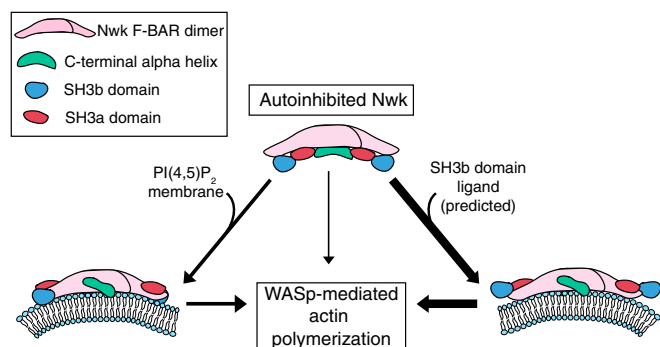 Nwk F-BAR dimer
C-terminal alpha helix
SH3b domain
SH3a domain
Autoinhibited Nwk
PI(4,5)P2
membrane
SH3b domain
ligand
(predicted)
WASp-mediated
actin
polymerization